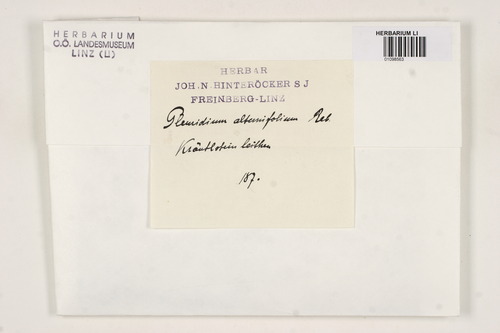 HERBARIUM
O.Ö. LANDESMUSEUM
LINZ (LI)
HERBARIUM LI
HERBAR
JOH. N. HINTERÖCKER S J
FREINBERG-LINZ
Pleuridium alternifolium Rab.
187.